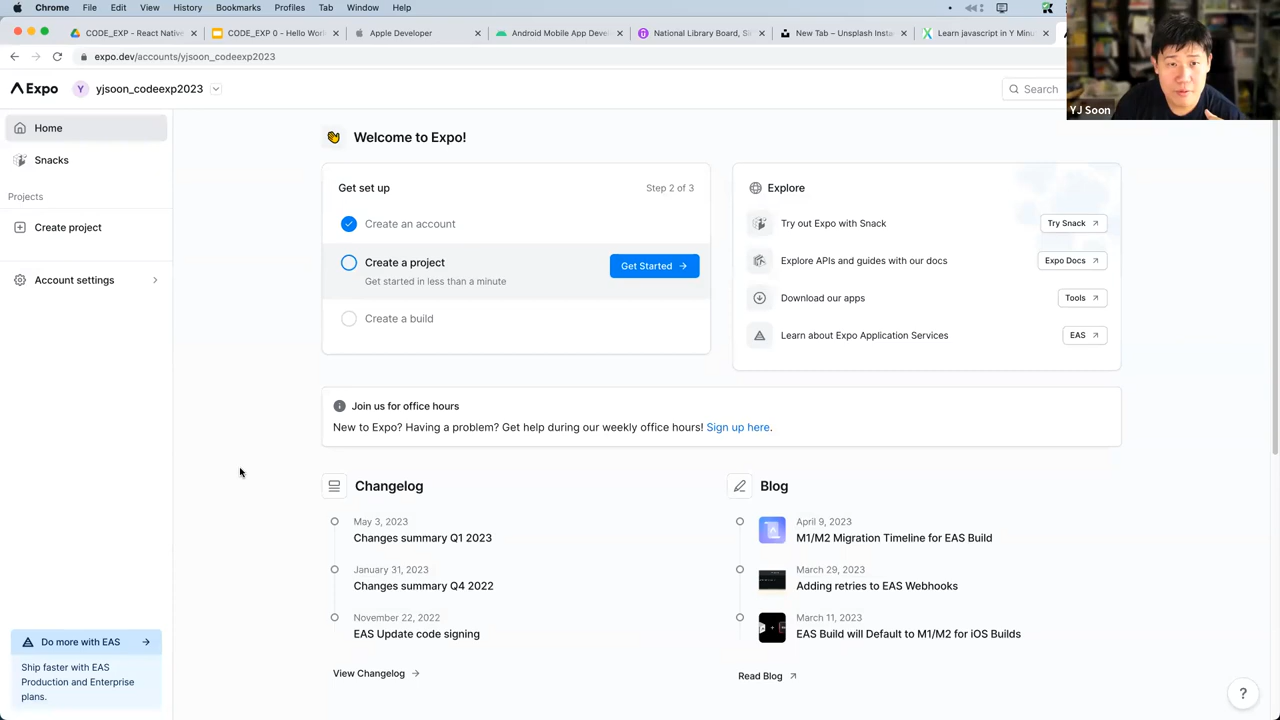 Chrome File Edit View History Bookmarks Profiles Tab Window Help
CODE_EXP - React Native
CODE_EXP 0 - Hello Wor
Apple Developer
Android Mobile App Deve
National Library Board, Si
New Tab – Unsplash Insta
Learn javascript in Y Minu
expo.dev/accounts/yjsoon_codeexp2023
Expo
Y
yjsoon_codeexp2023
Search
YJ Soon
Home
Snacks
Projects
Create project
Account settings
Do more with EAS
Ship faster with EAS
Production and Enterprise
plans.
Welcome to Expo!
Get set up
Step 2 of 3
Create an account
Create a project
Get started in less than a minute
Get Started
Create a build
Explore
Try out Expo with Snack
Try Snack
Explore APIs and guides with our docs
Expo Docs
Download our apps
Tools
Learn about Expo Application Services
EAS
Join us for office hours
New to Expo? Having a problem? Get help during our weekly office hours! Sign up here.
Changelog
May 3, 2023
Changes summary Q1 2023
January 31, 2023
Changes summary Q4 2022
November 22, 2022
EAS Update code signing
View Changelog
Blog
April 9, 2023
M1/M2 Migration Timeline for EAS Build
March 29, 2023
Adding retries to EAS Webhooks
March 11, 2023
EAS Build will Default to M1/M2 for iOS Builds
Read Blog
?